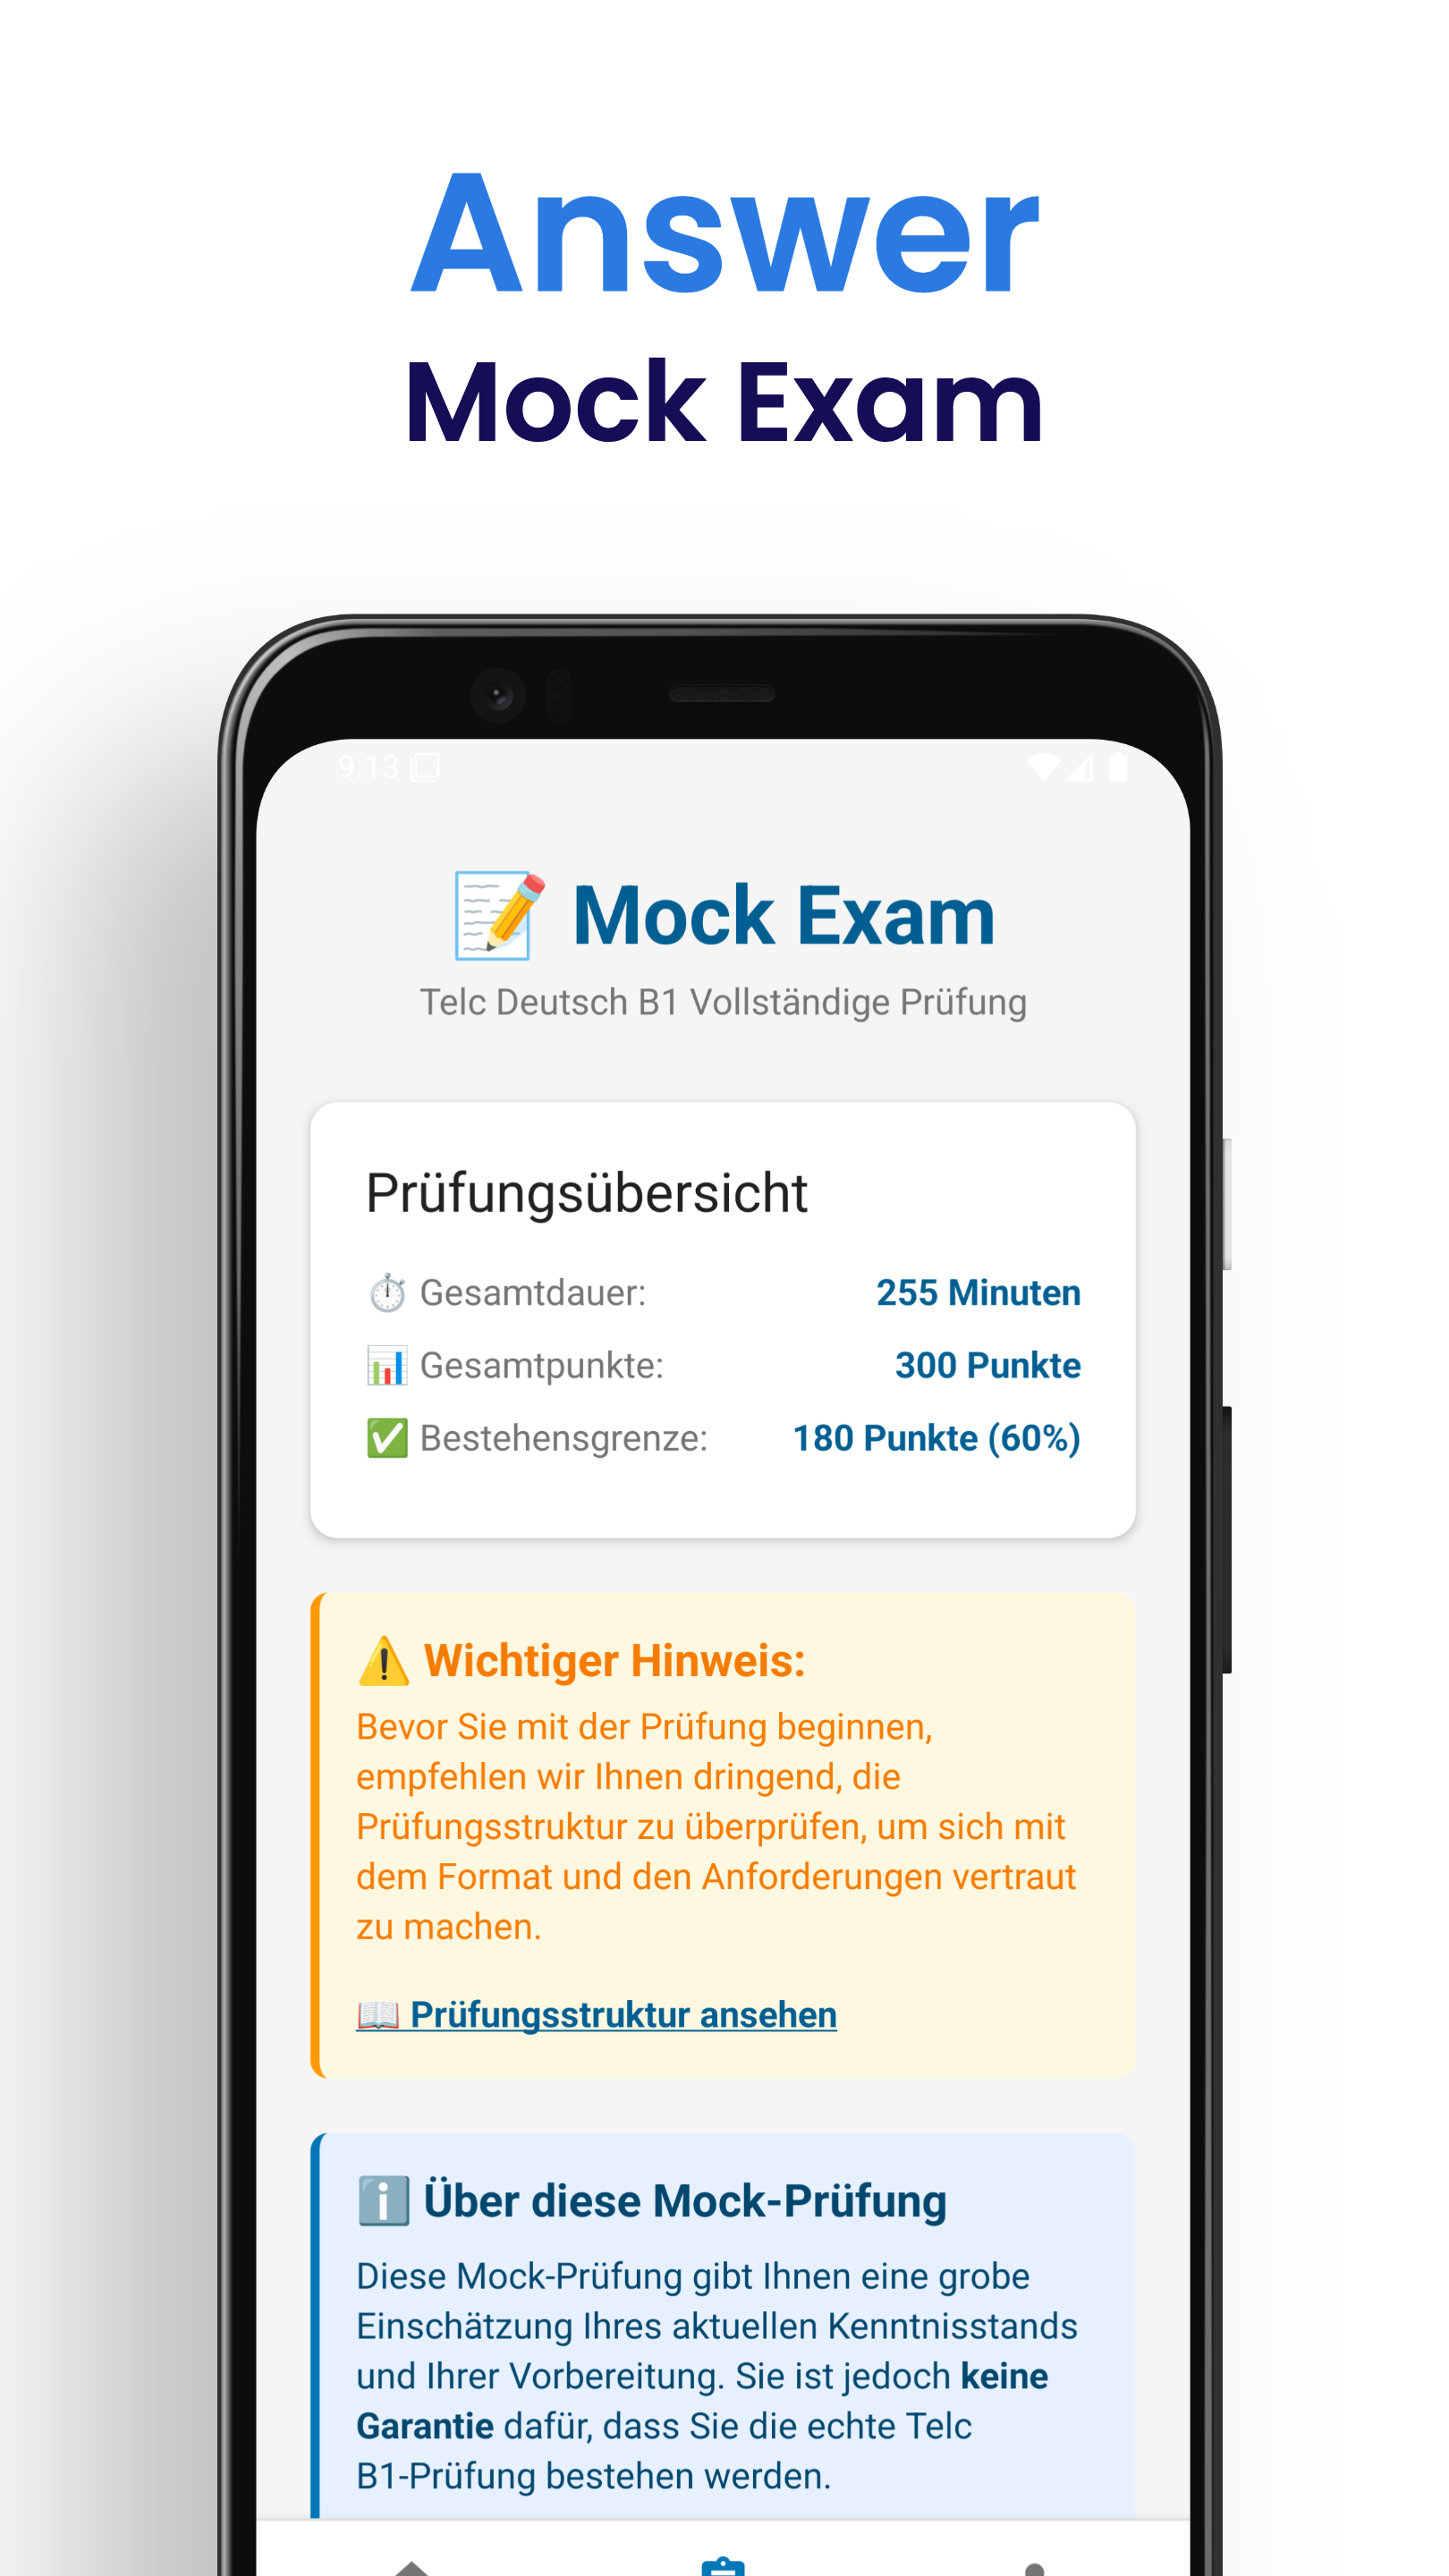 Answer
Mock Exam
9:13
Mock Exam
Telc Deutsch B1 Vollständige Prüfung
Prüfungsübersicht
Gesamtdauer: 255 Minuten
Gesamtpunkte: 300 Punkte
Bestehensgrenze: 180 Punkte (60%)
Wichtiger Hinweis:
Bevor Sie mit der Prüfung beginnen,
empfehlen wir Ihnen dringend, die
Prüfungsstruktur zu überprüfen, um sich mit
dem Format und den Anforderungen vertraut
zu machen.
Prüfungsstruktur ansehen
Über diese Mock-Prüfung
Diese Mock-Prüfung gibt Ihnen eine grobe
Einschätzung Ihres aktuellen Kenntnisstands
und Ihrer Vorbereitung. Sie ist jedoch keine
Garantie dafür, dass Sie die echte Telc
B1-Prüfung bestehen werden.